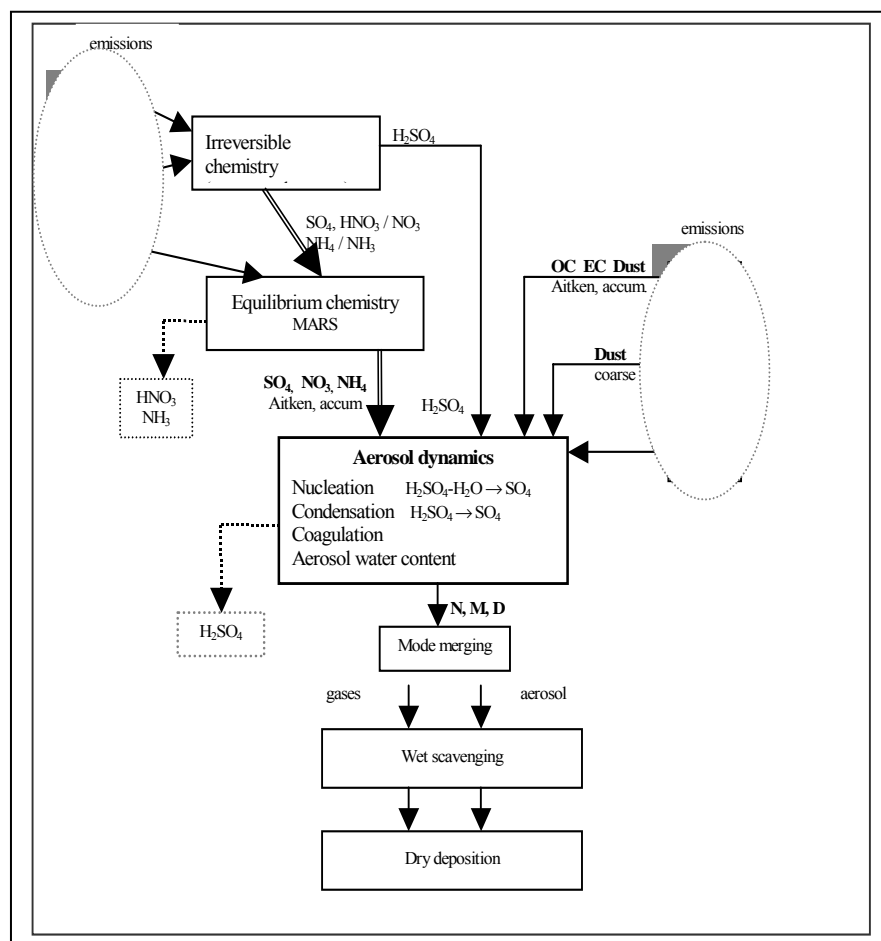 emissions
Irreversible
chemistry
H₂SO₄
SO₄, HNO₃ / NO₃
NH₄ / NH₃
emissions
OC EC Dust
Aitken, accum.
Equilibrium chemistry
MARS
Dust
coarse
SO₄, NO₃, NH₄
Aitken, accum
HNO₃
NH₃
H₂SO₄
Aerosol dynamics
Nucleation H₂SO₄-H₂O → SO₄
Condensation H₂SO₄ → SO₄
Coagulation
Aerosol water content
N, M, D
H₂SO₄
Mode merging
gases
aerosol
Wet scavenging
Dry deposition